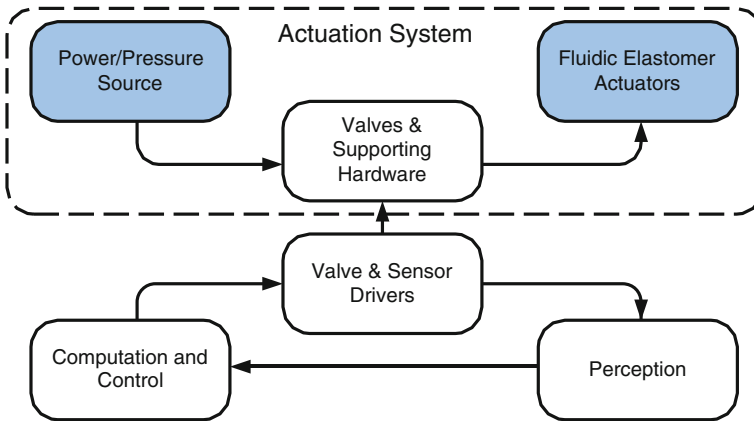 Actuation System
Power/Pressure
Source
Fluidic Elastomer
Actuators
Valves &
Supporting
Hardware
Valve & Sensor
Drivers
Computation and
Control
Perception